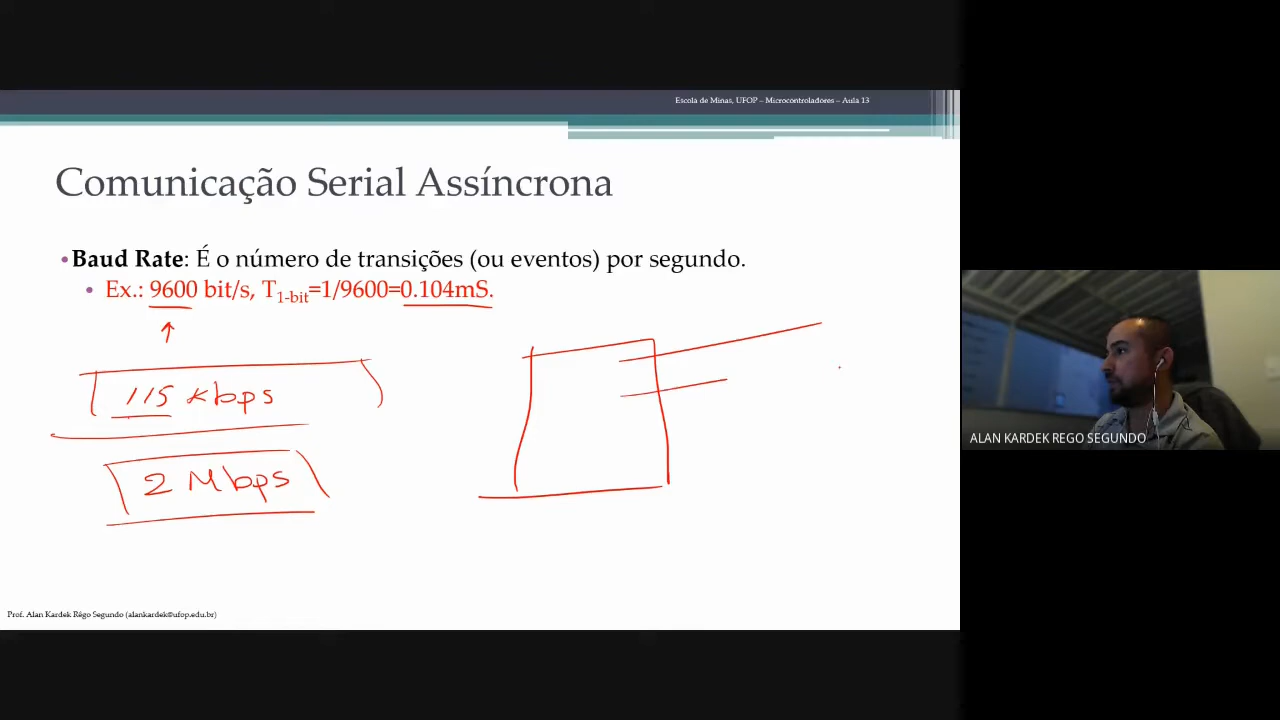 Escola de Minas, UFOP – Microcontroladores – Aula 13
Comunicação Serial Assíncrona
•Baud Rate: É o número de transições (ou eventos) por segundo.
• Ex.: 9600 bit/s, T1-bit=1/9600=0.104mS.
115 kbps
2 Mbps
ALAN KARDEK REGO SEGUNDO
Prof. Alan Kardek Rêgo Segundo (alankardek@ufop.edu.br)